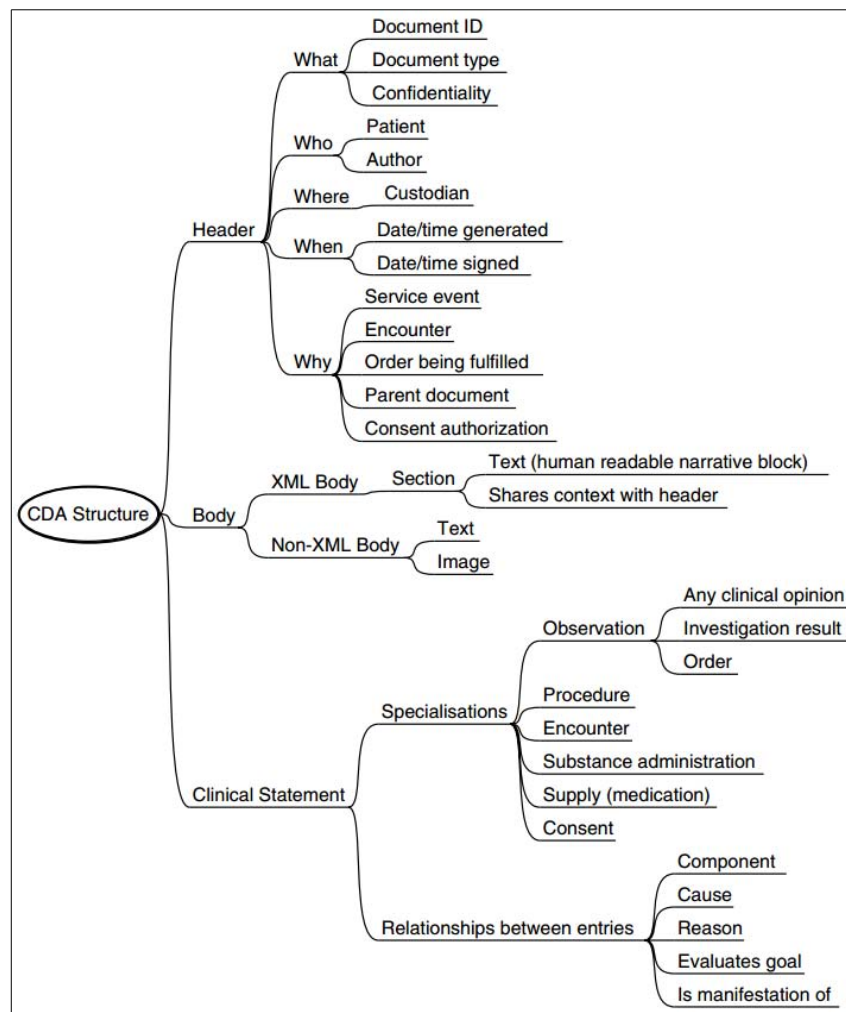 Document ID
What
Document type
Confidentiality
Patient
Who
Author
Where
Custodian
Header
Date/time generated
When
Date/time signed
Service event
Encounter
Why
Order being fulfilled
Parent document
Consent authorization
Text (human readable narrative block)
XML Body
Section
Shares context with header
CDA Structure
Body
Text
Non-XML Body
Image
Any clinical opinion
Observation
Investigation result
Order
Procedure
Specialisations
Encounter
Substance administration
Clinical Statement
Supply (medication)
Consent
Component
Cause
Relationships between entries
Reason
Evaluates goal
Is manifestation of